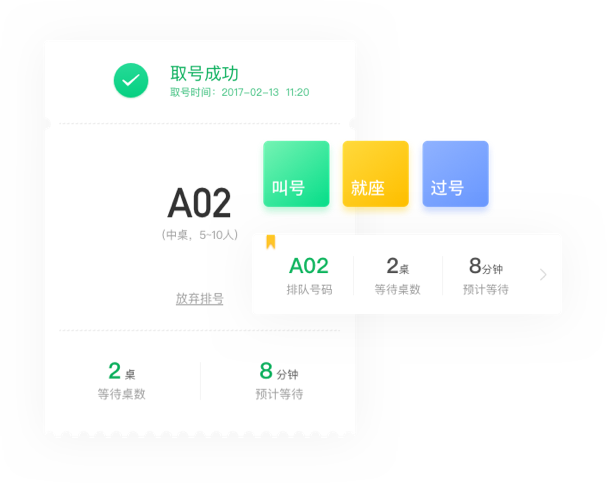 取号成功
取号时间：2017-02-13 11:20
叫号
就座
过号
A02
(中桌，5~10人)
A02
排队号码
2桌
等待桌数
8分钟
预计等待
放弃排号
2 桌
等待桌数
8 分钟
预计等待